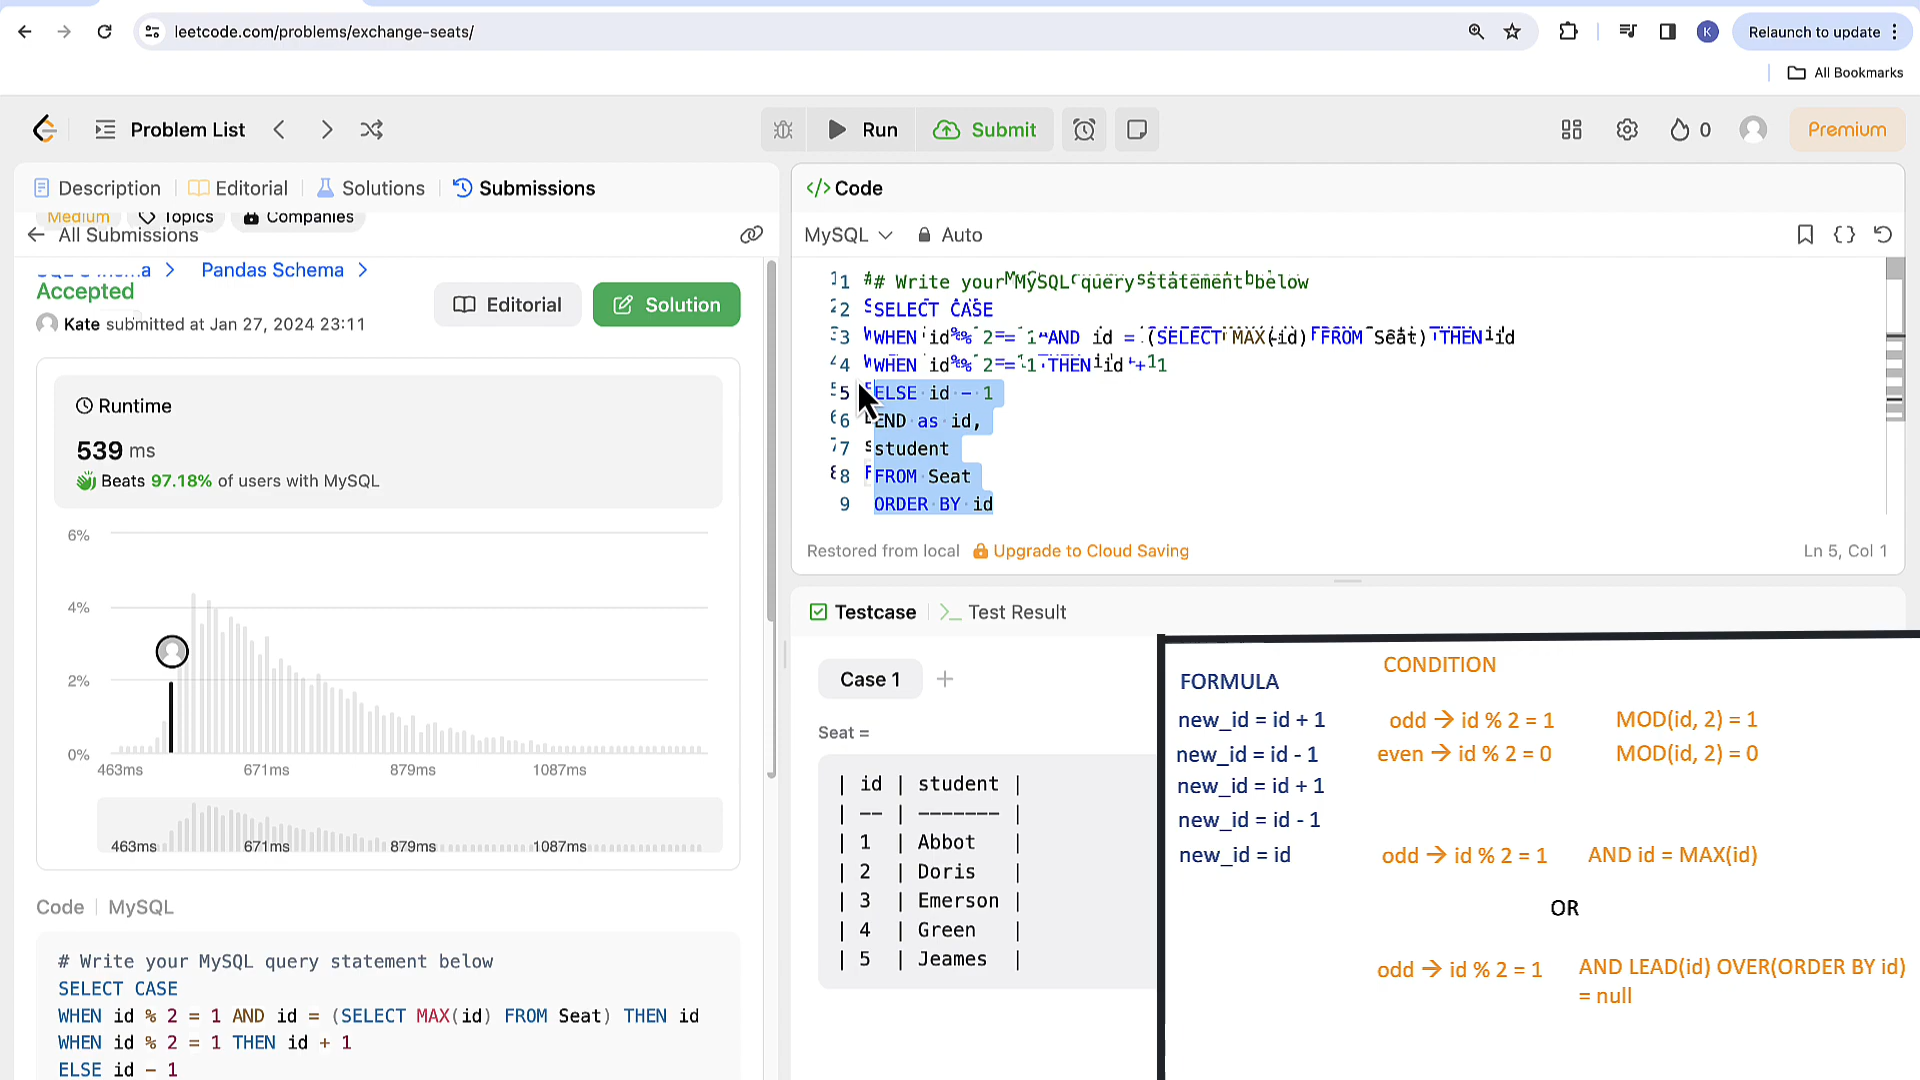 leetcode.com/problems/exchange-seats/
K
Relaunch to update
All Bookmarks
Problem List
Run
Submit
0
Premium
Description
Editorial
Solutions
Submissions
Medium
Topics
Companies
All Submissions
Pandas Schema
Accepted
Kate submitted at Jan 27, 2024 23:11
Editorial
Solution
Runtime
539 ms
Beats 97.18% of users with MySQL
6%
4%
2%
0%
463ms 671ms 879ms 1087ms
463ms 671ms 879ms 1087ms
Code | MySQL
# Write your MySQL query statement below
SELECT CASE
WHEN id % 2 = 1 AND id = (SELECT MAX(id) FROM Seat) THEN id
WHEN id % 2 = 1 THEN id + 1
ELSE id - 1
</> Code
MySQL
Auto
1 # Write your MySQL query statement below
2 SELECT CASE
3 WHEN id % 2 = 1 AND id = (SELECT MAX(id) FROM Seat) THEN id
4 WHEN id % 2 = 1 THEN id + 1
5 ELSE id - 1
6 END as id,
7 student
8 FROM Seat
9 ORDER BY id
Restored from local
Upgrade to Cloud Saving
Ln 5, Col 1
Testcase
>_ Test Result
Case 1 +
Seat =
| id | student |
| -- | ------- |
| 1 | Abbot |
| 2 | Doris |
| 3 | Emerson |
| 4 | Green |
| 5 | Jeames |
FORMULA CONDITION
new_id = id + 1 odd → id % 2 = 1 MOD(id, 2) = 1
new_id = id - 1 even → id % 2 = 0 MOD(id, 2) = 0
new_id = id + 1
new_id = id - 1
new_id = id odd → id % 2 = 1 AND id = MAX(id)
OR
odd → id % 2 = 1 AND LEAD(id) OVER(ORDER BY id)
= null